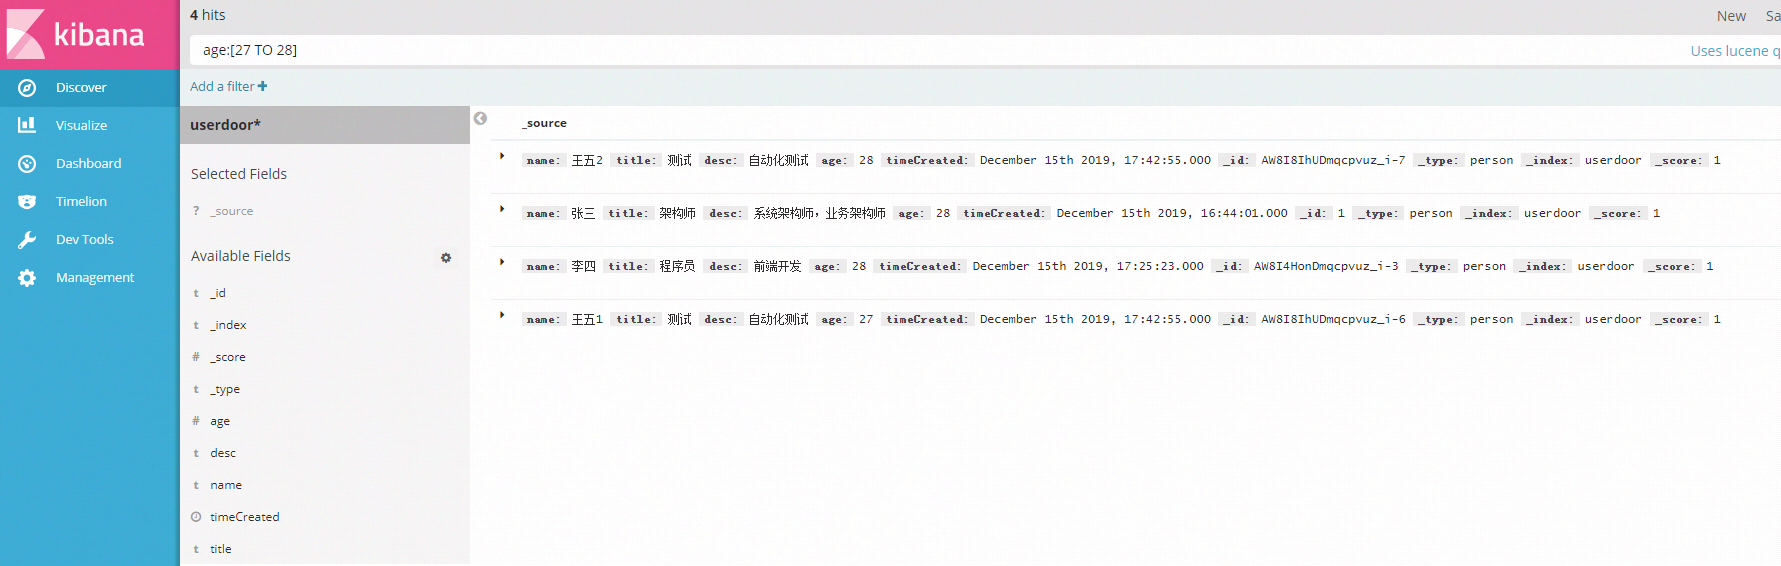 kibana
Discover
Visualize
Dashboard
Timelion
Dev Tools
Management
4 hits
New
age:[27 TO 28]
Uses lucene q
Add a filter +
userdoor*
Selected Fields
? _source
Available Fields
t _id
t _index
# _score
t _type
# age
t desc
t name
timeCreated
t title
_source
name: 王五2 title: 测试 desc: 自动化测试 age: 28 timeCreated: December 15th 2019, 17:42:55.000 _id: AW8I8IhUDmqcpvuz_i-7 _type: person _index: userdoor _score: 1
name: 张三 title: 架构师 desc: 系统架构师，业务架构师 age: 28 timeCreated: December 15th 2019, 16:44:01.000 _id: 1 _type: person _index: userdoor _score: 1
name: 李四 title: 程序员 desc: 前端开发 age: 28 timeCreated: December 15th 2019, 17:25:23.000 _id: AW8I4HonDmqcpvuz_i-3 _type: person _index: userdoor _score: 1
name: 王五1 title: 测试 desc: 自动化测试 age: 27 timeCreated: December 15th 2019, 17:42:55.000 _id: AW8I8IhUDmqcpvuz_i-6 _type: person _index: userdoor _score: 1